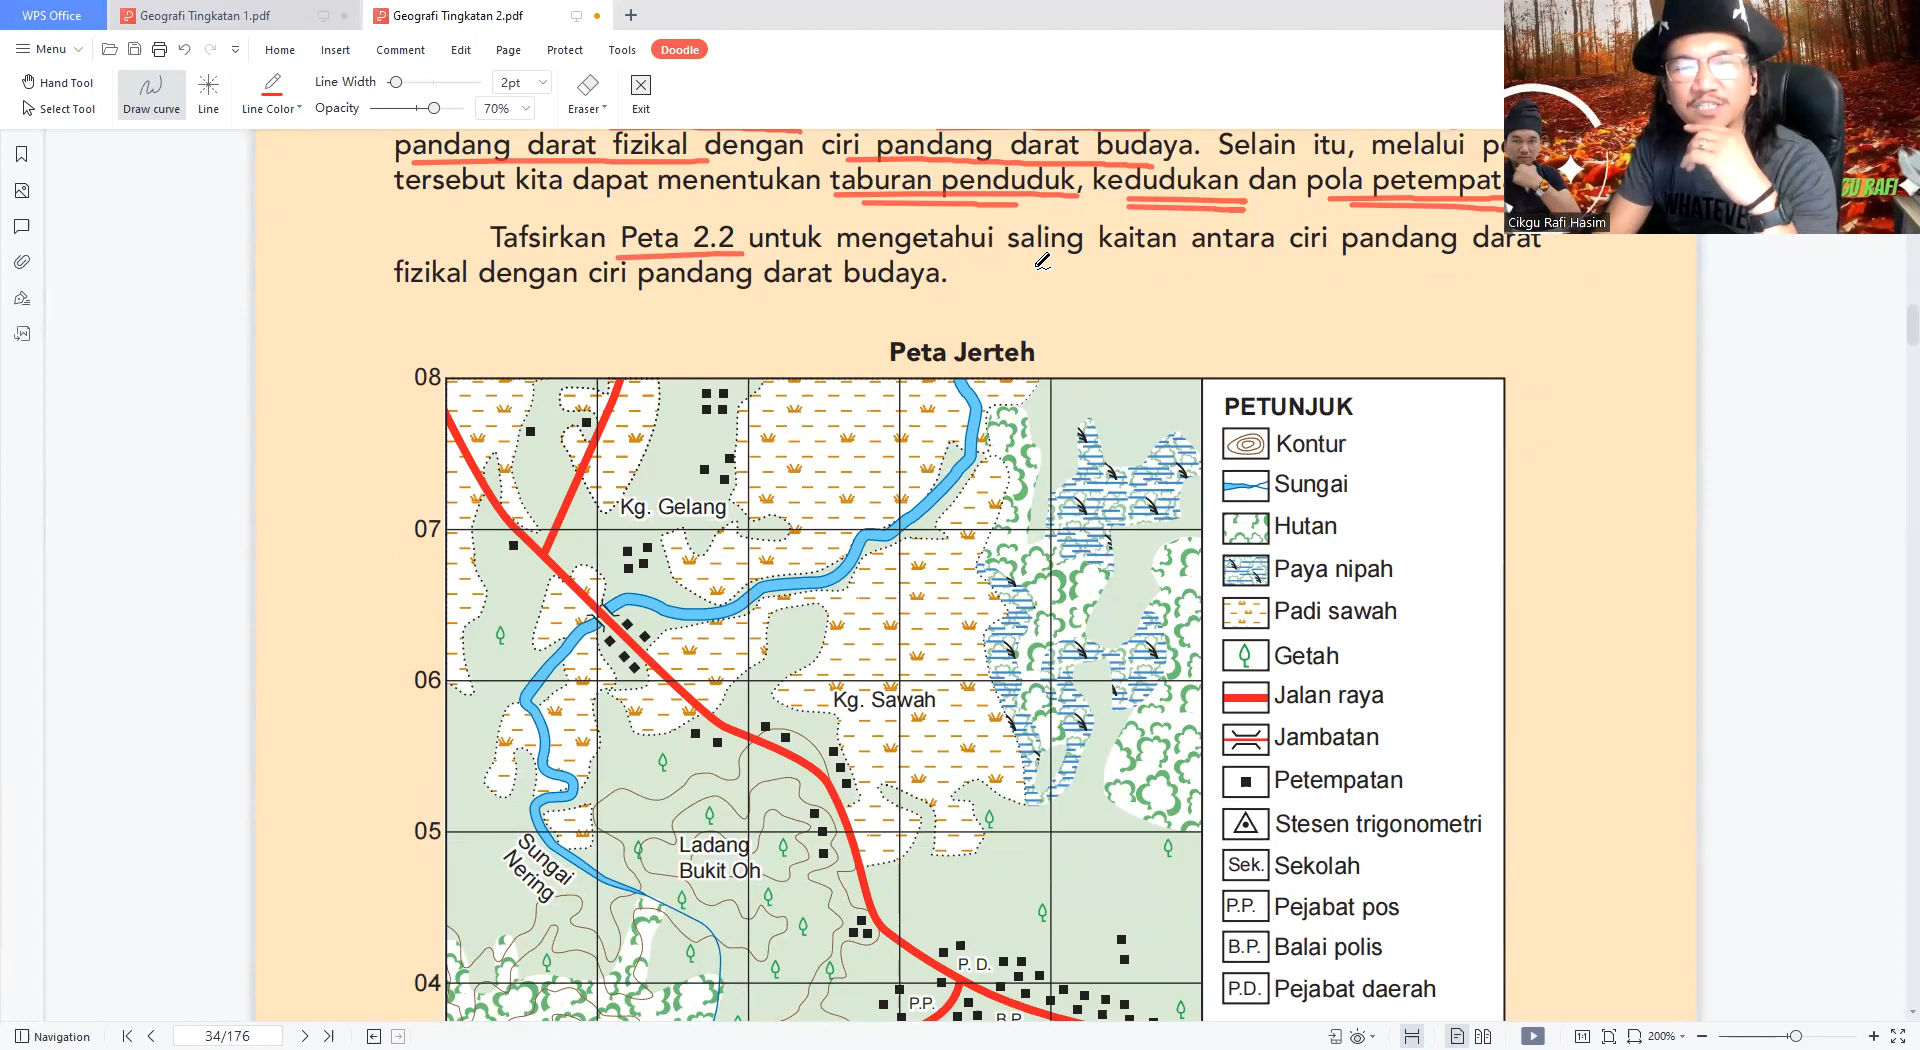 WPS Office
Geografi Tingkatan 1.pdf
Geografi Tingkatan 2.pdf
Menu
Home
Insert
Comment
Edit
Page
Protect
Tools
Doodle
Hand Tool
Select Tool
Draw curve
Line
Line Color
Line Width
2pt
Opacity
70%
Eraser
Exit
pandang darat fizikal dengan ciri pandang darat budaya. Selain itu, melalui
tersebut kita dapat menentukan taburan penduduk, kedudukan dan pola
Tafsirkan Peta 2.2 untuk mengetahui saling kaitan antara ciri pandang darat
fizikal dengan ciri pandang darat budaya.
WHATEVE
GU RAFI
Cikgu Rafi Hasim
Peta Jerteh
08
07
06
05
04
Kg. Gelang
Kg. Sawah
Ladang
Bukit Oh
Sungai
Nering
P. D.
P.P.
B.P.
PETUNJUK
Kontur
Sungai
Hutan
Paya nipah
Padi sawah
Getah
Jalan raya
Jambatan
Petempatan
Stesen trigonometri
Sek. Sekolah
P.P. Pejabat pos
B.P. Balai polis
P.D. Pejabat daerah
Navigation
34/176
1:1
200%